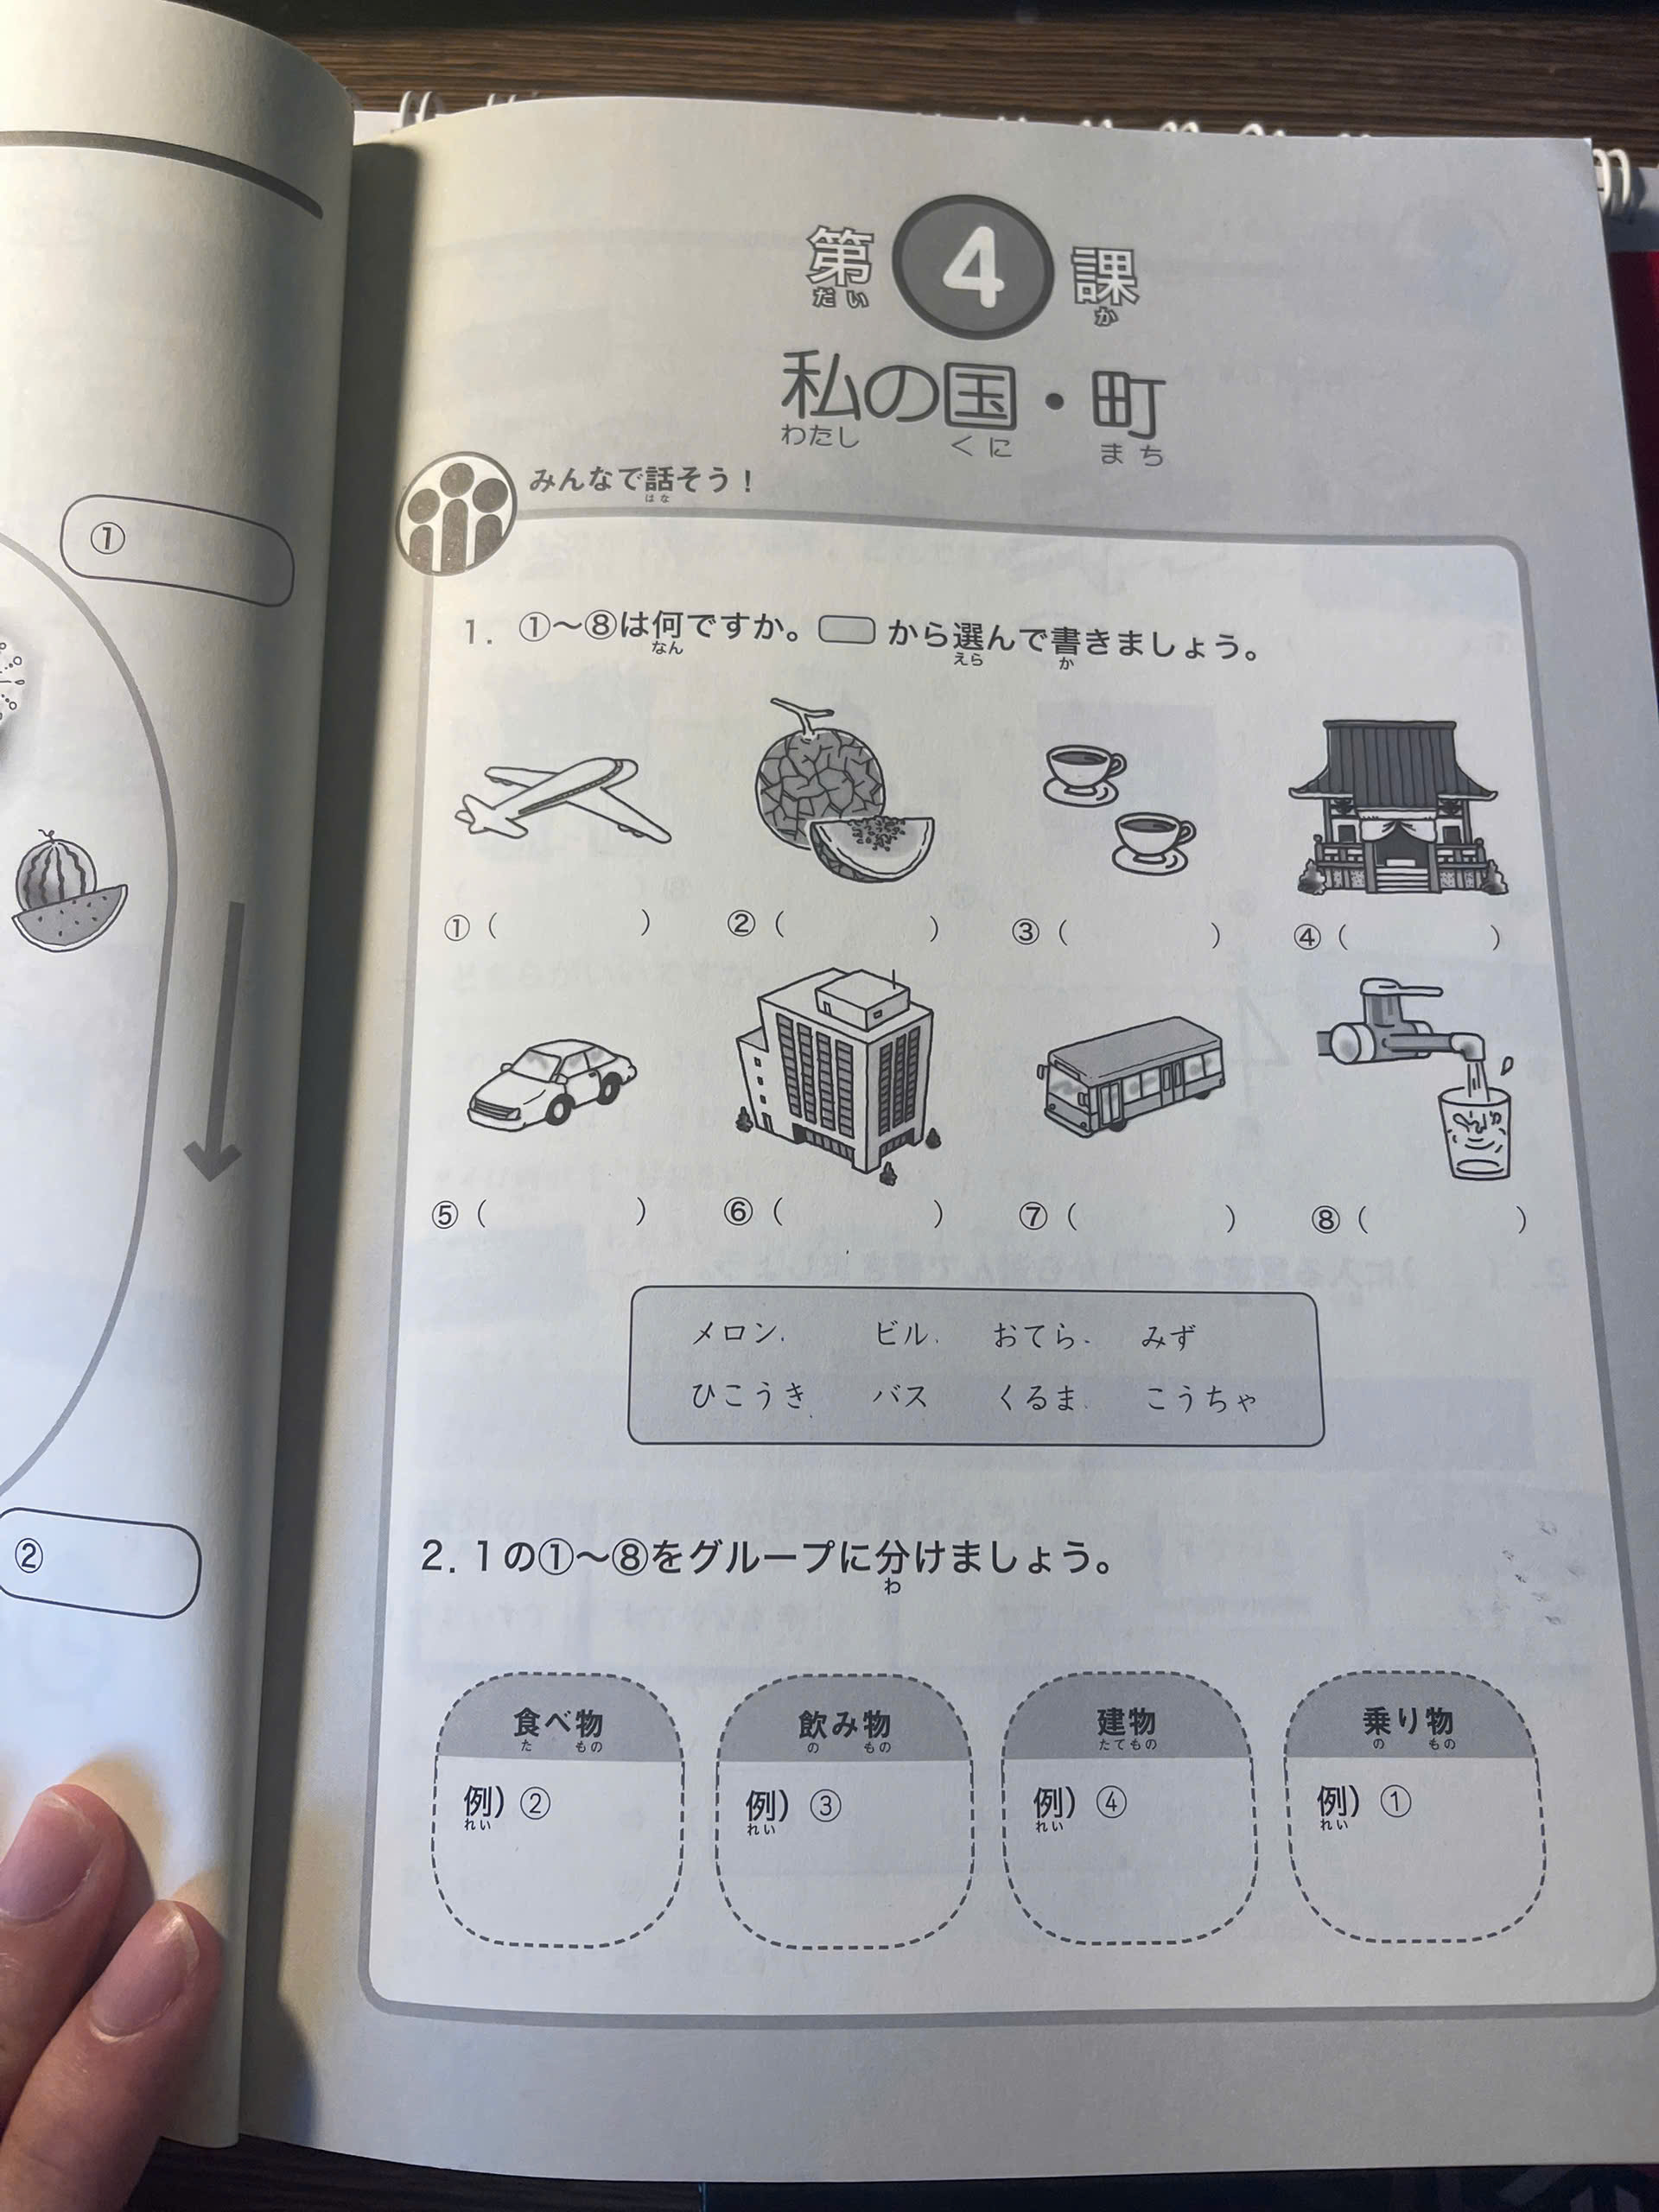 ①
②
第4課
だい か
私の国・町
わたし くに まち
みんなで話そう！
はな
1. ①〜⑧は何ですか。 から選んで書きましょう。
なん えら か
①（ ） ②（ ） ③（ ） ④（ ）
⑤（ ） ⑥（ ） ⑦（ ） ⑧（ ）
メロン ビル おてら みず
ひこうき バス くるま こうちゃ
2. 1の①〜⑧をグループに分けましょう。
わ
食べ物 飲み物 建物 乗り物
た もの の もの たてもの の もの
例）② 例）③ 例）④ 例）①
れい れい れい れい